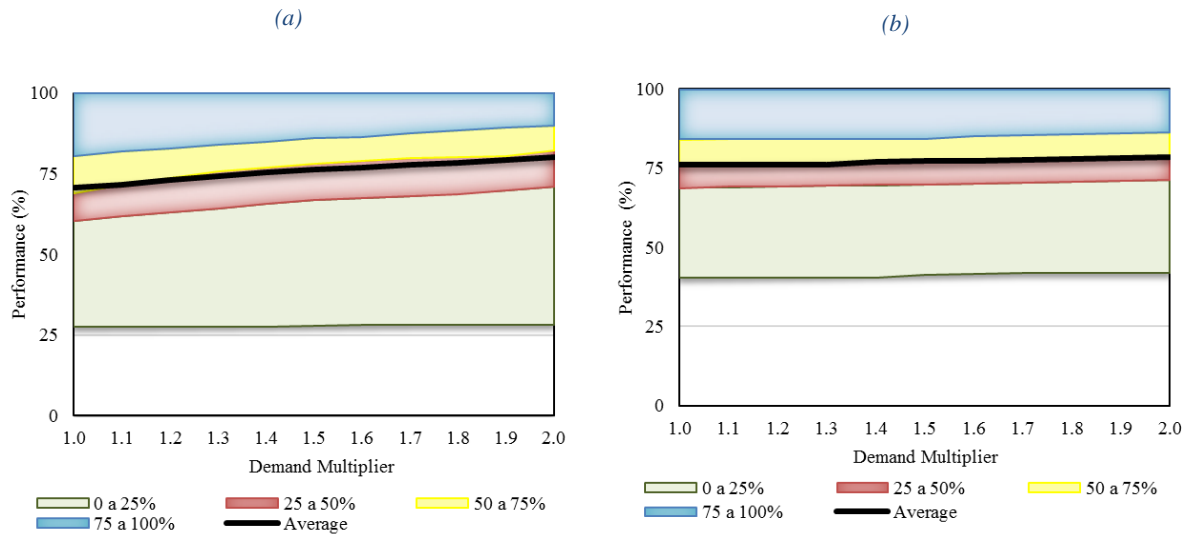 (a)
(b)
Performance (%)
100
75
50
25
0
1.0 1.1 1.2 1.3 1.4 1.5 1.6 1.7 1.8 1.9 2.0
Demand Multiplier
0 a 25% 25 a 50% 50 a 75%
75 a 100% Average
Performance (%)
100
75
50
25
0
1.0 1.1 1.2 1.3 1.4 1.5 1.6 1.7 1.8 1.9 2.0
Demand Multiplier
0 a 25% 25 a 50% 50 a 75%
75 a 100% Average